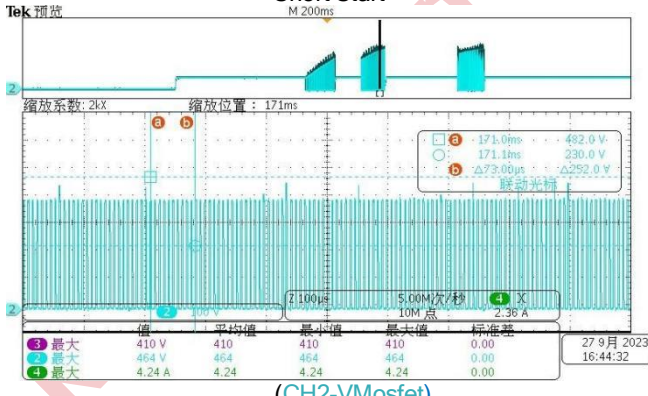 Short Start
Tek 预览
M 200ms
2
缩放系数: 2kX 缩放位置： 171ms
a b
a 171.0ms 482.0 V
171.1ms 230.0 V
b △73.00μs △292.0 V
联动光标
2 100 V
Z 100μs 5.00M次/秒 4 X
10M 点 2.36 A
2
值 平均值 最小值 最大值 标准差
3 最大 410 V 410 410 410 0.00
2 最大 464 V 464 464 464 0.00
4 最大 4.24 A 4.24 4.24 4.24 0.00
27 9月 2023
16:44:32
(CH2-VMosfet)